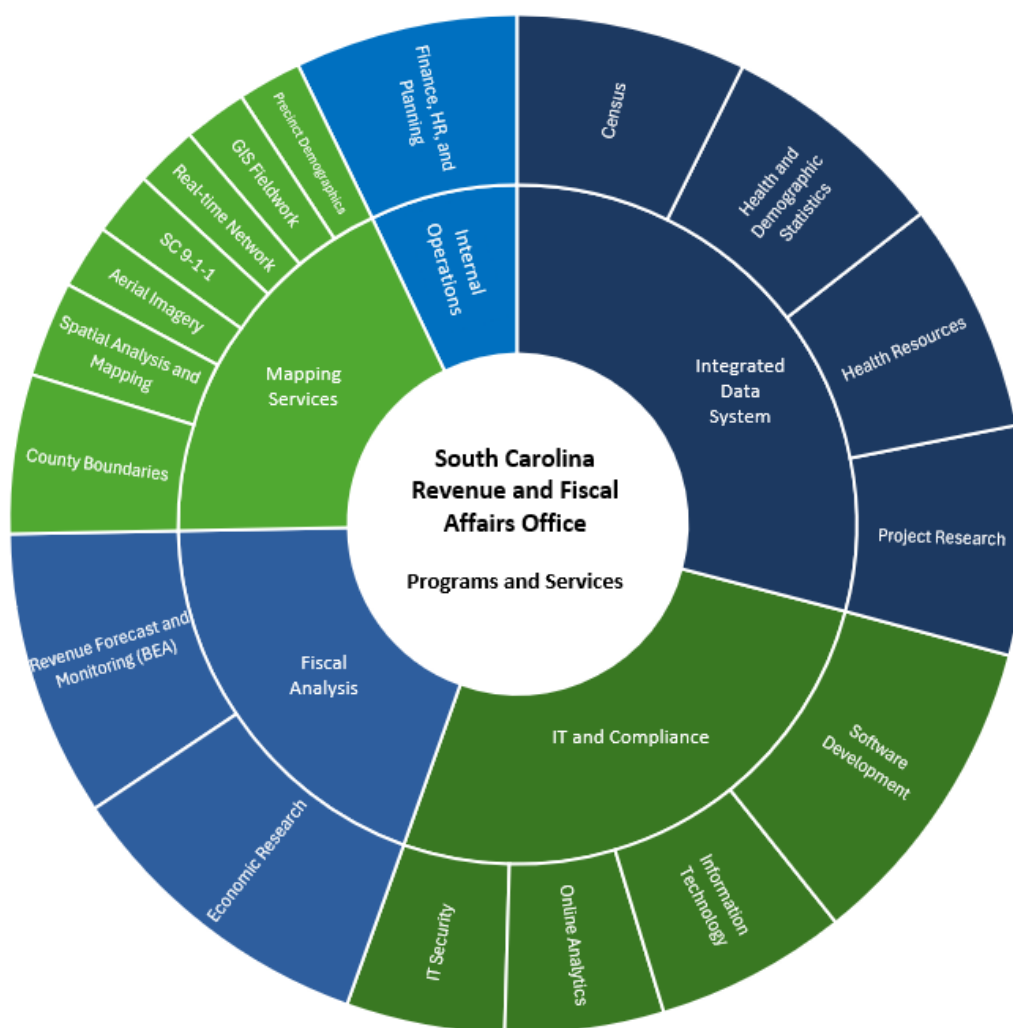 South Carolina
Revenue and Fiscal
Affairs Office
Programs and Services
Integrated
Data
System
Census
Health and
Demographic
Statistics
Health Resources
Project Research
IT and Compliance
Software
Development
Information
Technology
Online Analytics
IT Security
Fiscal
Analysis
Economic Research
Revenue Forecast and
Monitoring (BEA)
Mapping
Services
County Boundaries
Spatial Analysis and
Mapping
Aerial Imagery
SC 9-1-1
Real-time Network
GIS Fieldwork
Precinct Demographics
Internal
Operations
Finance, HR, and
Planning